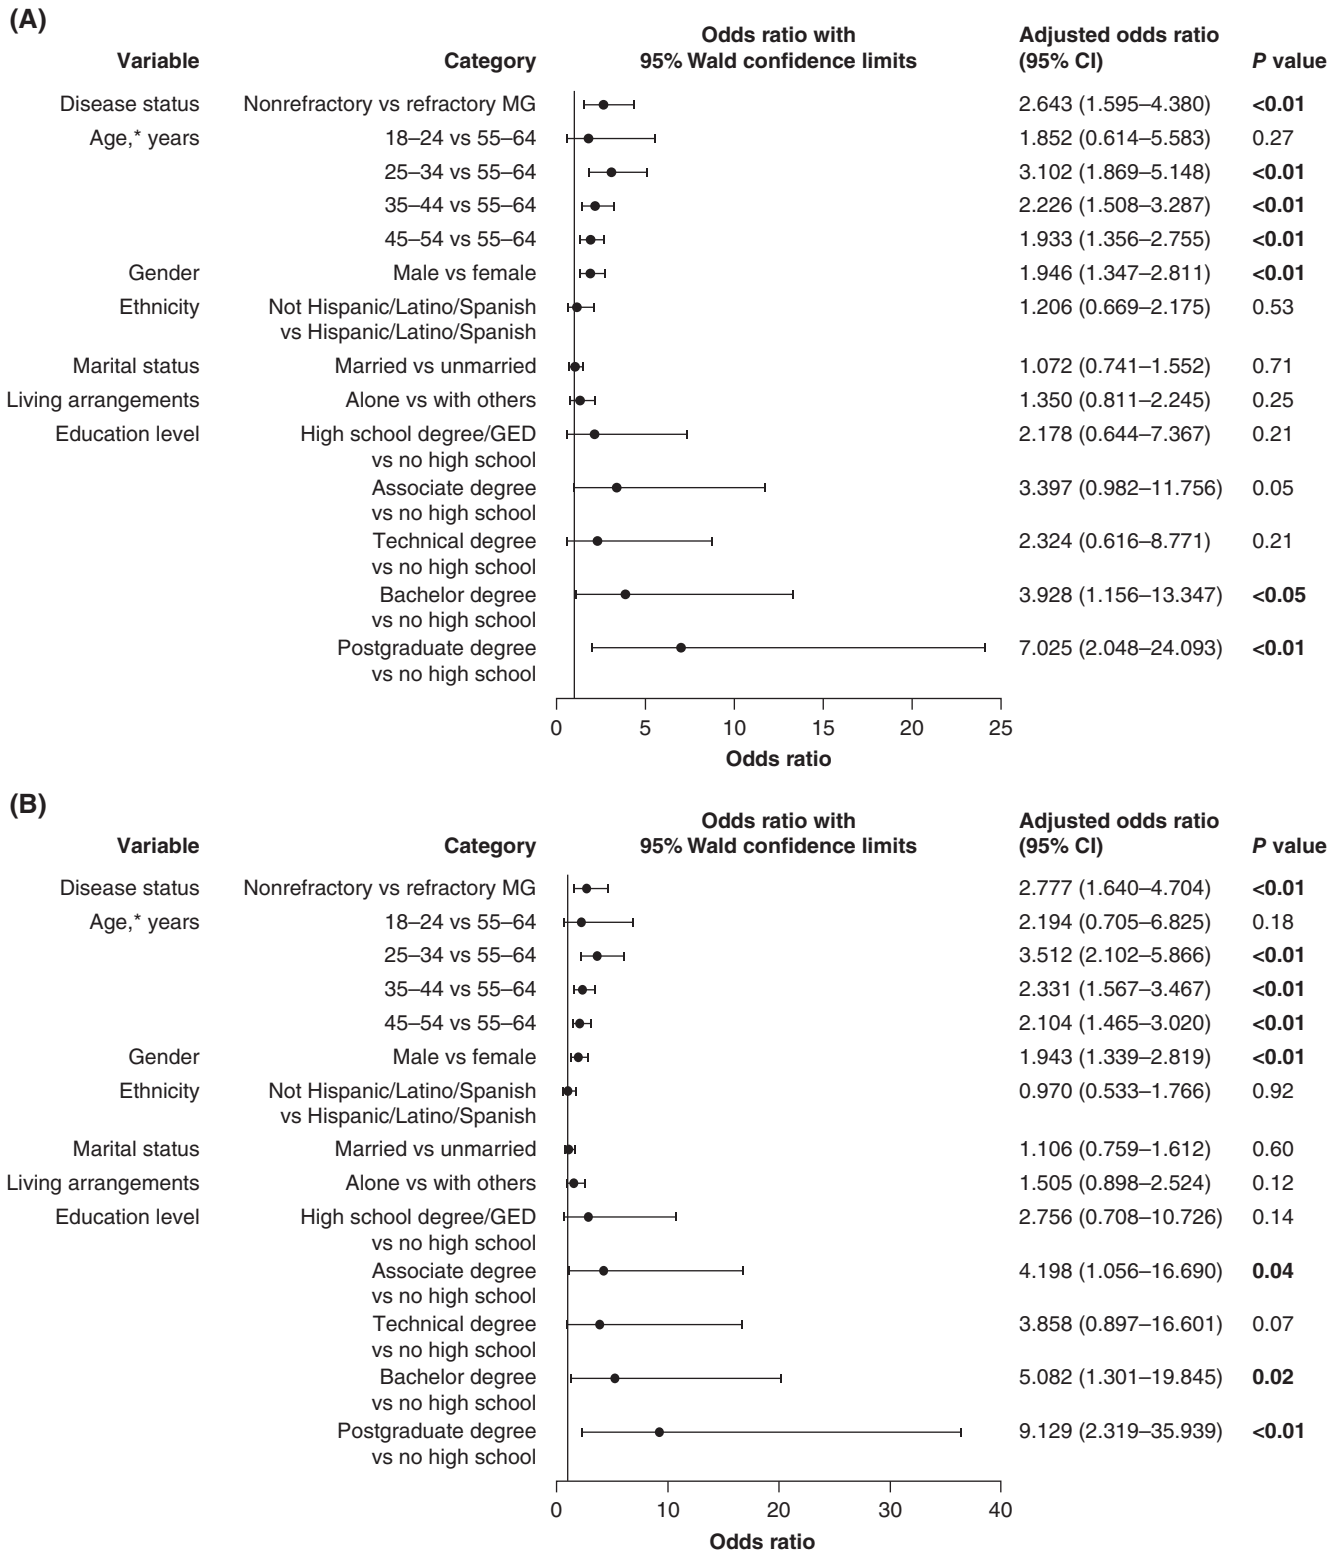 (A)
Odds ratio with Adjusted odds ratio
Variable Category 95% Wald confidence limits (95% CI) P value
Disease status Nonrefractory vs refractory MG 2.643 (1.595–4.380) <0.01
Age,* years 18–24 vs 55–64 1.852 (0.614–5.583) 0.27
25–34 vs 55–64 3.102 (1.869–5.148) <0.01
35–44 vs 55–64 2.226 (1.508–3.287) <0.01
45–54 vs 55–64 1.933 (1.356–2.755) <0.01
Gender Male vs female 1.946 (1.347–2.811) <0.01
Ethnicity Not Hispanic/Latino/Spanish 1.206 (0.669–2.175) 0.53
vs Hispanic/Latino/Spanish
Marital status Married vs unmarried 1.072 (0.741–1.552) 0.71
Living arrangements Alone vs with others 1.350 (0.811–2.245) 0.25
Education level High school degree/GED 2.178 (0.644–7.367) 0.21
vs no high school
Associate degree 3.397 (0.982–11.756) 0.05
vs no high school
Technical degree 2.324 (0.616–8.771) 0.21
vs no high school
Bachelor degree 3.928 (1.156–13.347) <0.05
vs no high school
Postgraduate degree 7.025 (2.048–24.093) <0.01
vs no high school
0 5 10 15 20 25
Odds ratio
(B)
Odds ratio with Adjusted odds ratio
Variable Category 95% Wald confidence limits (95% CI) P value
Disease status Nonrefractory vs refractory MG 2.777 (1.640–4.704) <0.01
Age,* years 18–24 vs 55–64 2.194 (0.705–6.825) 0.18
25–34 vs 55–64 3.512 (2.102–5.866) <0.01
35–44 vs 55–64 2.331 (1.567–3.467) <0.01
45–54 vs 55–64 2.104 (1.465–3.020) <0.01
Gender Male vs female 1.943 (1.339–2.819) <0.01
Ethnicity Not Hispanic/Latino/Spanish 0.970 (0.533–1.766) 0.92
vs Hispanic/Latino/Spanish
Marital status Married vs unmarried 1.106 (0.759–1.612) 0.60
Living arrangements Alone vs with others 1.505 (0.898–2.524) 0.12
Education level High school degree/GED 2.756 (0.708–10.726) 0.14
vs no high school
Associate degree 4.198 (1.056–16.690) 0.04
vs no high school
Technical degree 3.858 (0.897–16.601) 0.07
vs no high school
Bachelor degree 5.082 (1.301–19.845) 0.02
vs no high school
Postgraduate degree 9.129 (2.319–35.939) <0.01
vs no high school
0 10 20 30 40
Odds ratio